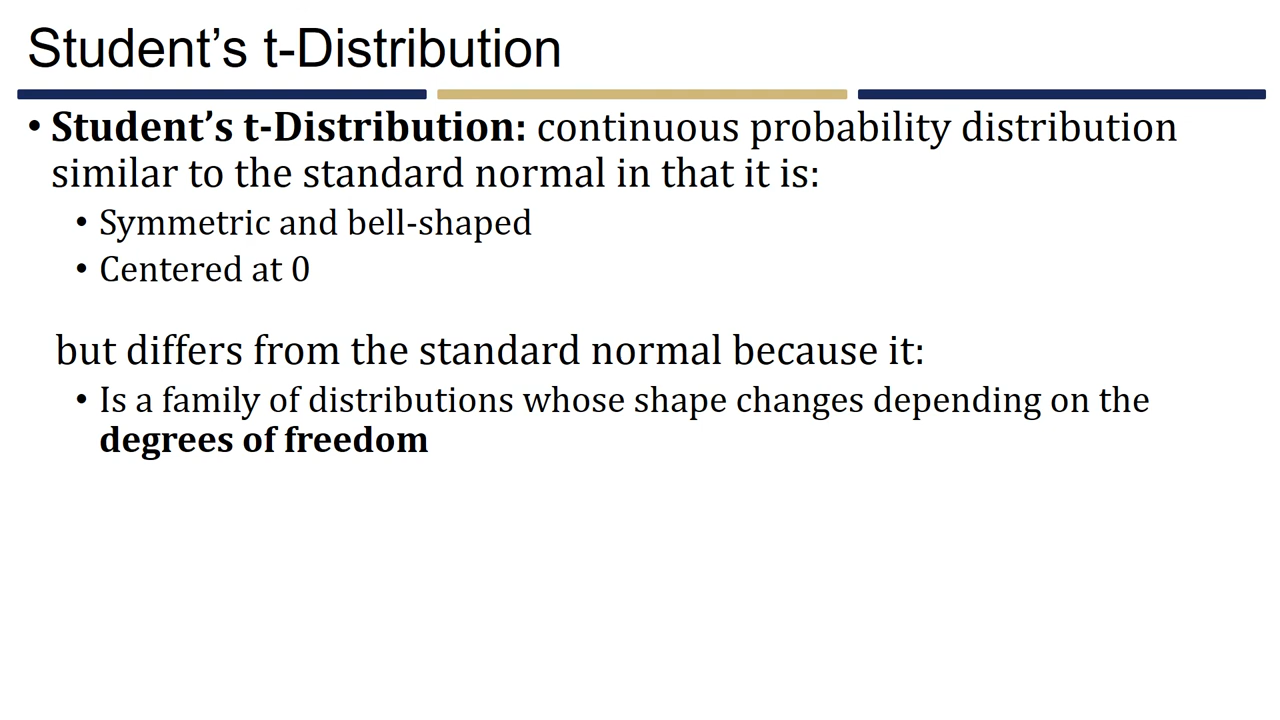 Student’s t-Distribution
• Student’s t-Distribution: continuous probability distribution
similar to the standard normal in that it is:
• Symmetric and bell-shaped
• Centered at 0
but differs from the standard normal because it:
• Is a family of distributions whose shape changes depending on the
degrees of freedom